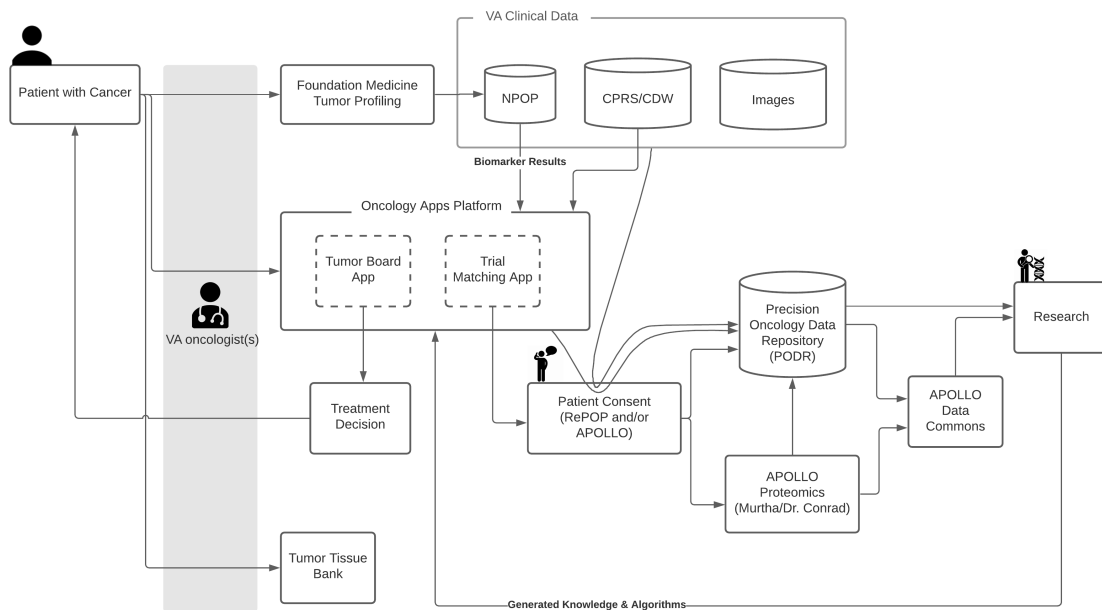 VA Clinical Data
Patient with Cancer
Foundation Medicine
Tumor Profiling
NPOP
CPRS/CDW
Images
Biomarker Results
Oncology Apps Platform
Tumor Board
App
Trial
Matching App
VA oncologist(s)
Precision
Oncology Data
Repository
(PODR)
Research
Treatment
Decision
Patient Consent
(RePOP and/or
APOLLO)
APOLLO
Data
Commons
APOLLO
Proteomics
(Murtha/Dr. Conrad)
Tumor Tissue
Bank
Generated Knowledge & Algorithms